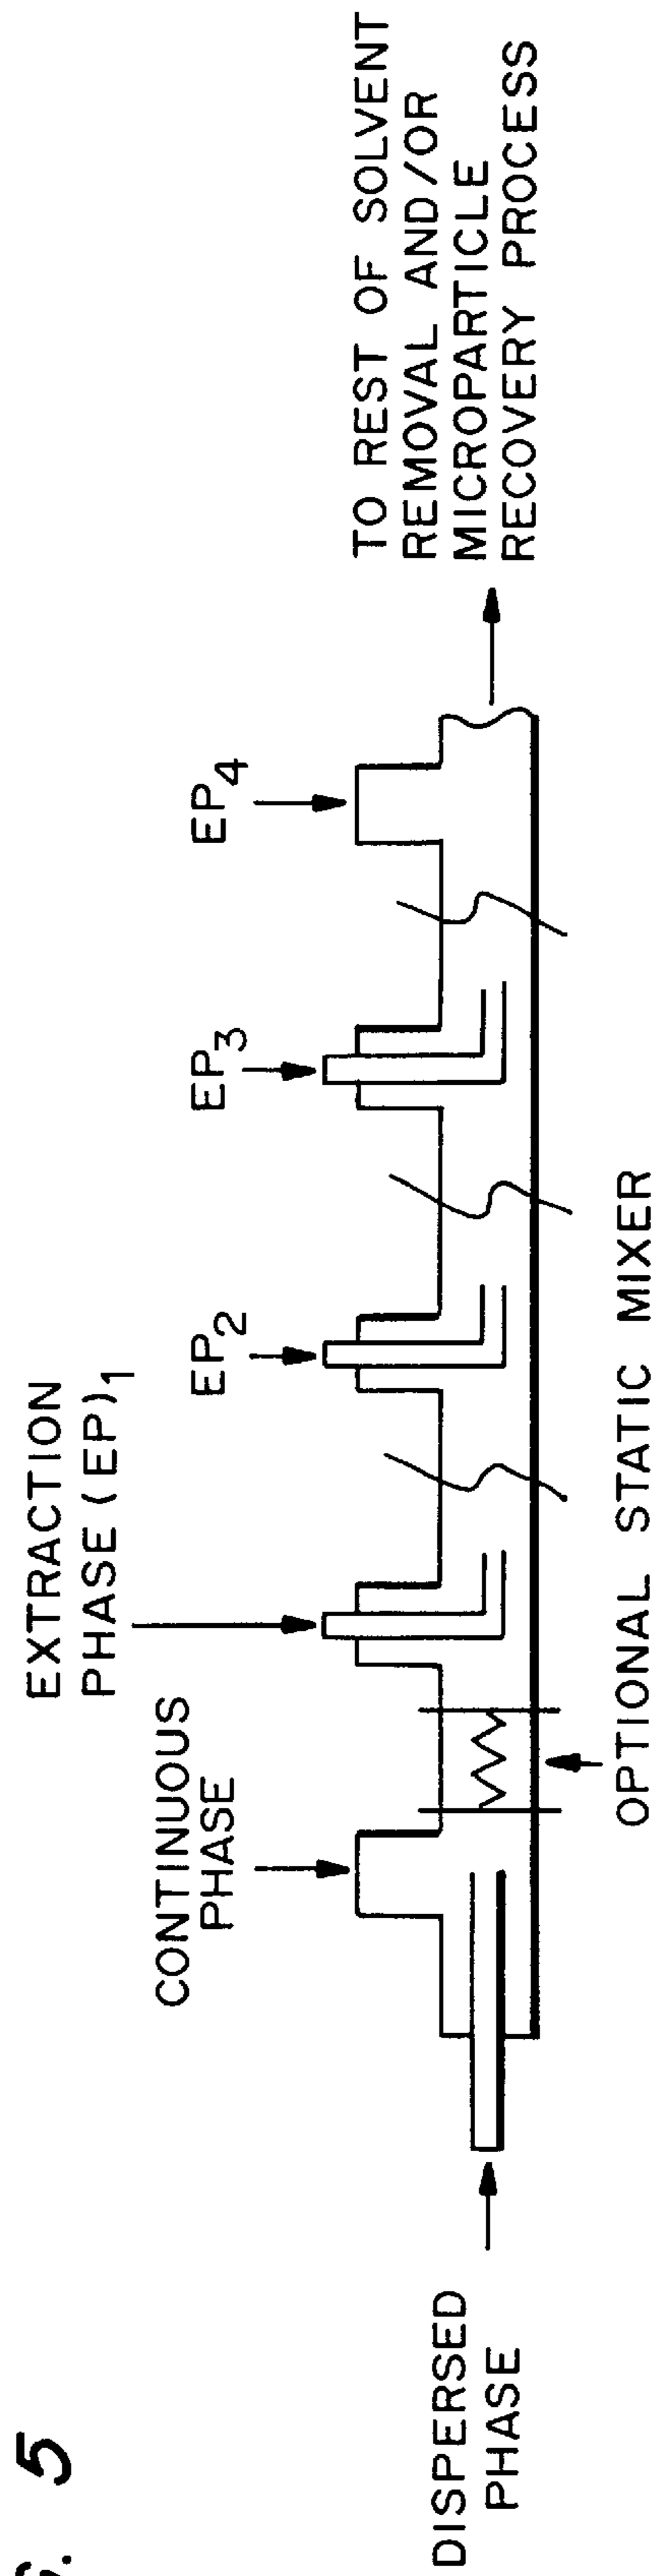 5
DISPERSED
PHASE
CONTINUOUS
PHASE
EXTRACTION
PHASE (EP)1
OPTIONAL STATIC MIXER
EP2
EP3
EP4
TO REST OF SOLVENT
REMOVAL AND/OR
MICROPARTICLE
RECOVERY PROCESS